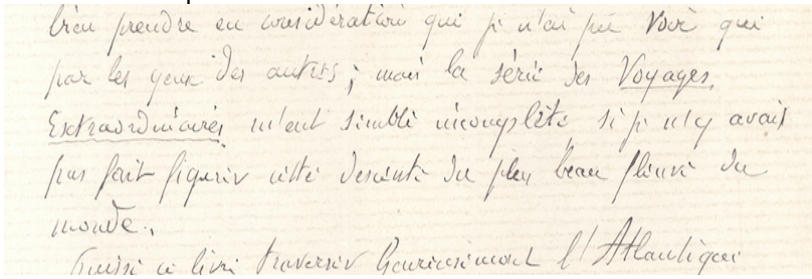 bien prendre en considération que je n'ai pu voir que
par les yeux des autres ; mais la série des Voyages
Extraordinaires m'eut semblé incomplète si je n'y avais
pas fait figurer cette descente du plus beau fleuve du
monde.
Puisse ce livre traverser heureusement l'Atlantique